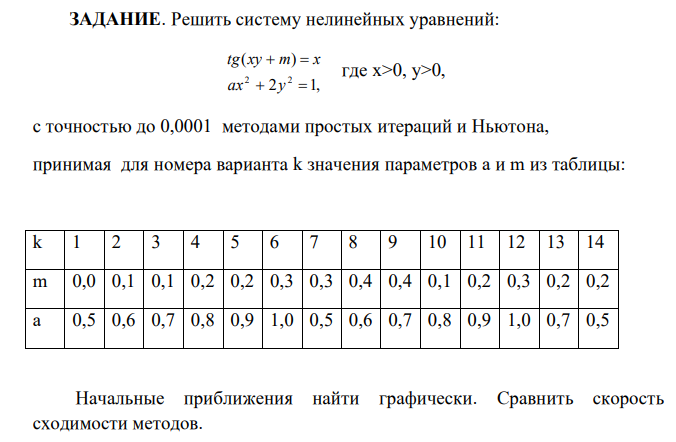 ЗАДАНИЕ. Решить систему нелинейных уравнений:
tg(xy + m) = x
ax² + 2y² = 1, где x>0, y>0,
с точностью до 0,0001 методами простых итераций и Ньютона,
принимая для номера варианта k значения параметров a и m из таблицы:
k 1 2 3 4 5 6 7 8 9 10 11 12 13 14
m 0,0 0,1 0,1 0,2 0,2 0,3 0,3 0,4 0,4 0,1 0,2 0,3 0,2 0,2
a 0,5 0,6 0,7 0,8 0,9 1,0 0,5 0,6 0,7 0,8 0,9 1,0 0,7 0,5
Начальные приближения найти графически. Сравнить скорость
сходимости методов.